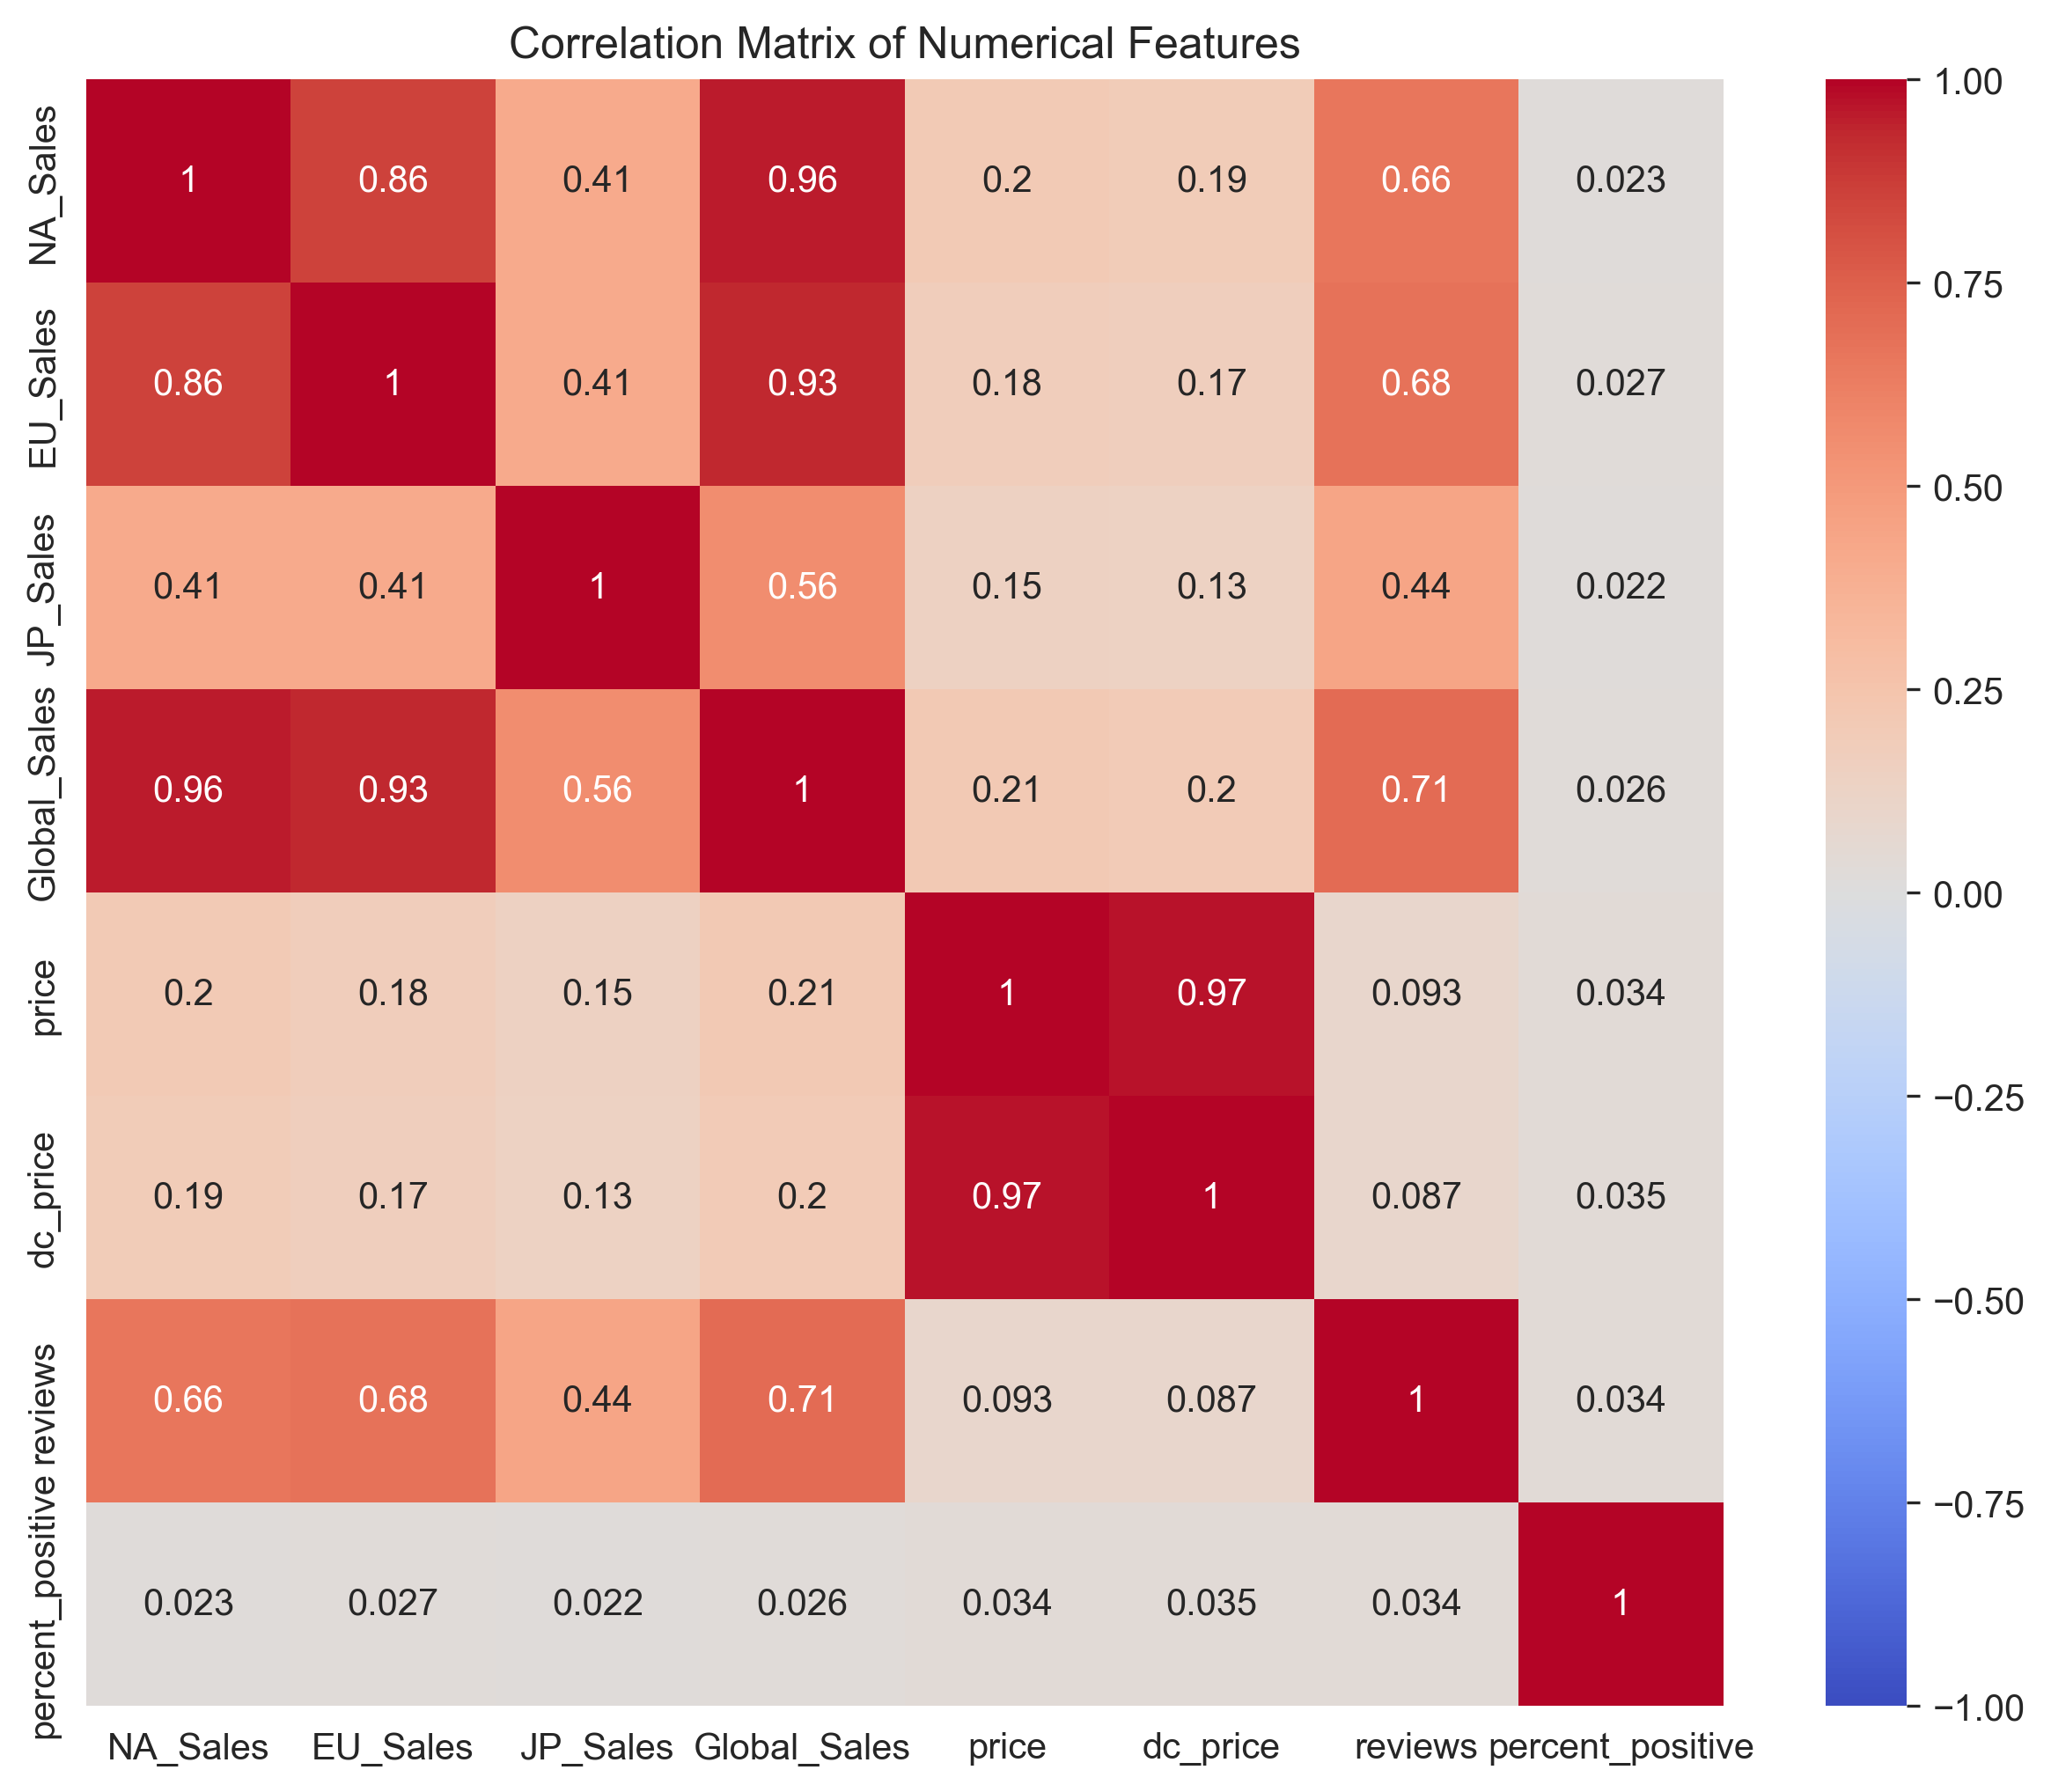 Correlation Matrix of Numerical Features
NA_Sales 1 0.86 0.41 0.96 0.2 0.19 0.66 0.023
EU_Sales 0.86 1 0.41 0.93 0.18 0.17 0.68 0.027
JP_Sales 0.41 0.41 1 0.56 0.15 0.13 0.44 0.022
Global_Sales 0.96 0.93 0.56 1 0.21 0.2 0.71 0.026
price 0.2 0.18 0.15 0.21 1 0.97 0.093 0.034
dc_price 0.19 0.17 0.13 0.2 0.97 1 0.087 0.035
reviews 0.66 0.68 0.44 0.71 0.093 0.087 1 0.034
percent_positive 0.023 0.027 0.022 0.026 0.034 0.035 0.034 1
NA_Sales EU_Sales JP_Sales Global_Sales price dc_price reviews percent_positive
1.00
0.75
0.50
0.25
0.00
−0.25
−0.50
−0.75
−1.00